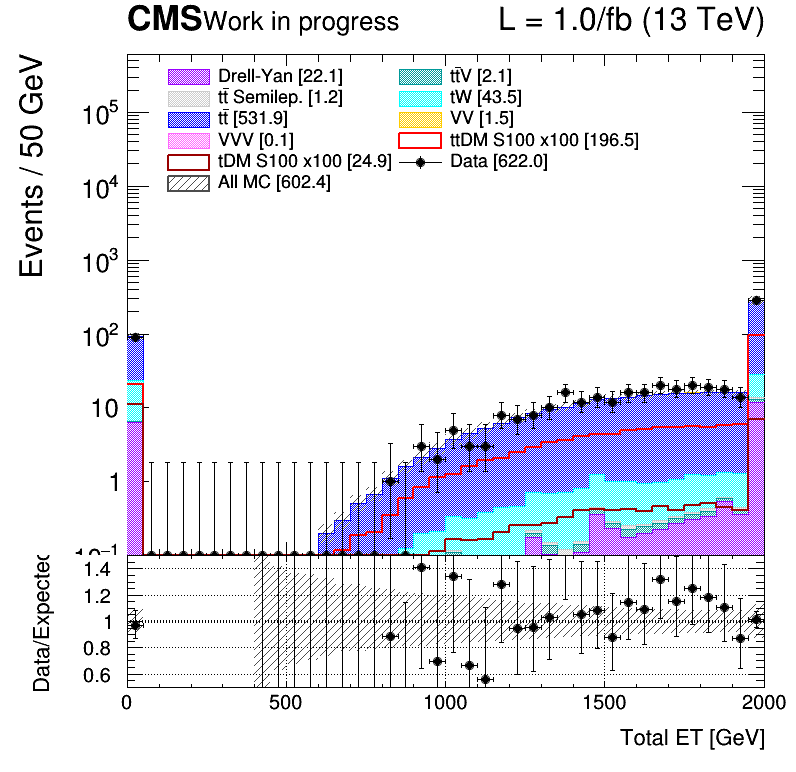 CMS Work in progress L = 1.0/fb (13 TeV)
Events / 50 GeV
Drell-Yan [22.1] tt̄V [2.1]
tt̄ Semilep. [1.2] tW [43.5]
tt̄ [531.9] VV [1.5]
VVV [0.1] ttDM S100 x100 [196.5]
tDM S100 x100 [24.9] Data [622.0]
All MC [602.4]
10⁵
10⁴
10³
10²
10
1
10⁻¹
Data/Expected
1.4
1.2
1
0.8
0.6
0 500 1000 1500 2000
Total ET [GeV]